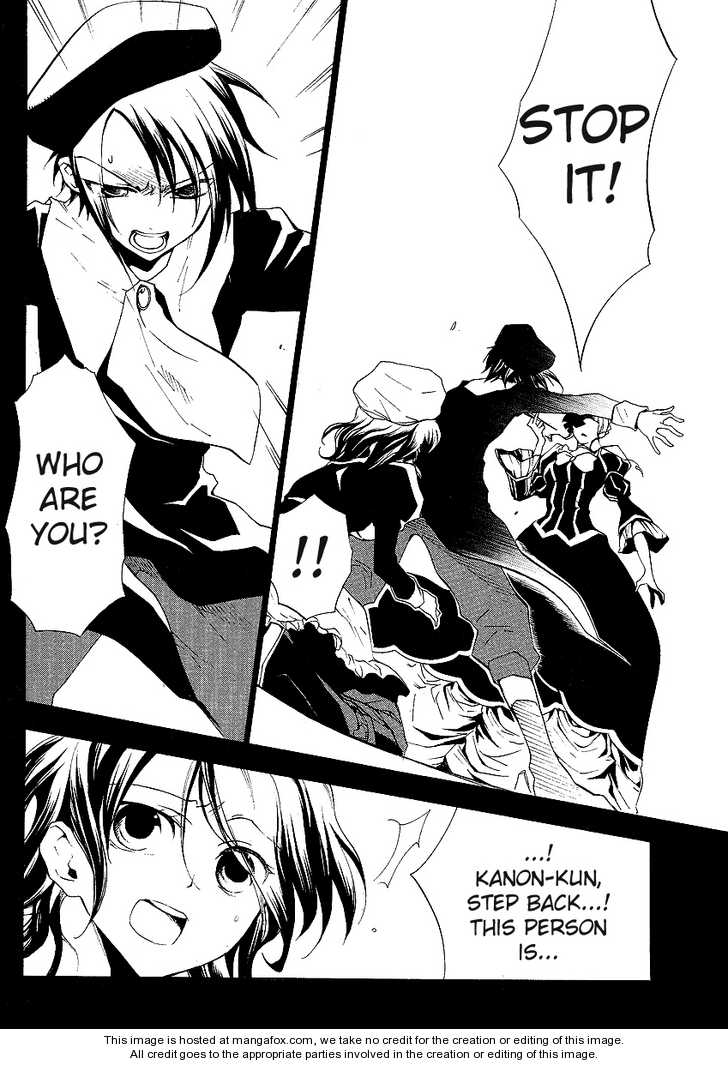 STOP
IT!
!!
WHO
ARE
YOU?
...!
KANON-KUN,
STEP BACK...!
THIS PERSON
IS...
This image is hosted at mangafox.com, we take no credit for the creation or editing of this image.
All credit goes to the appropriate parties involved in the creation or editing of this image.